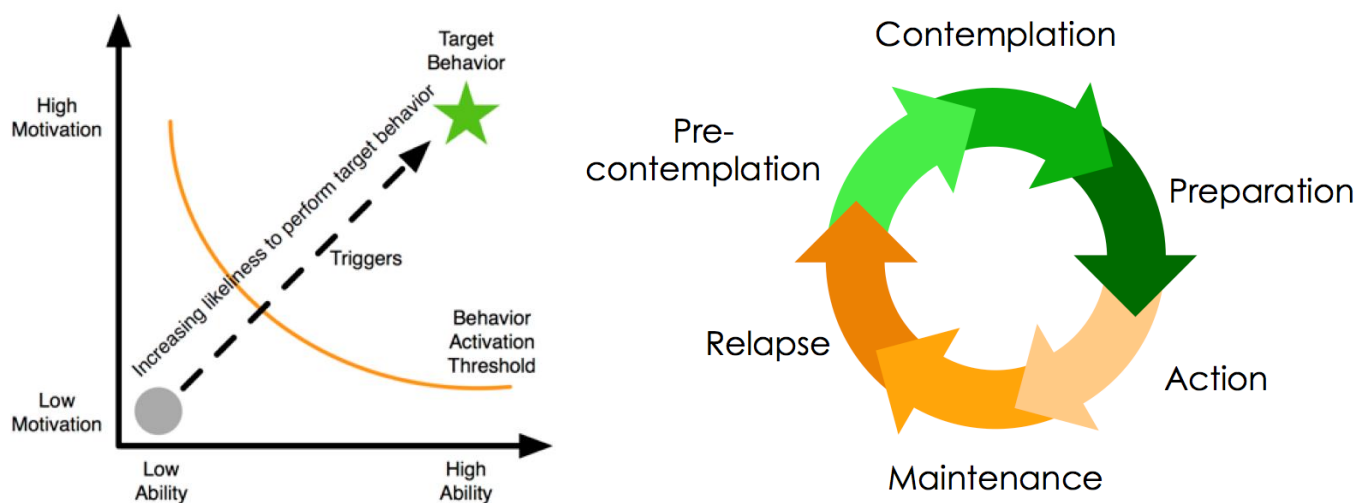 Target
Behavior
High
Motivation
Increasing likeliness to perform target behavior
Triggers
Behavior
Activation
Threshold
Low
Motivation
Low
Ability
High
Ability
Contemplation
Pre-
contemplation
Preparation
Relapse
Action
Maintenance